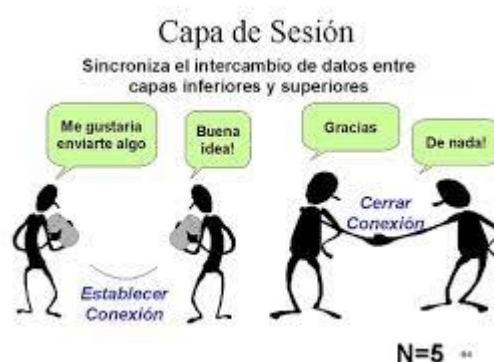 Capa de Sesión
Sincroniza el intercambio de datos entre
capas inferiores y superiores
Me gustaria
enviarte algo
Buena
idea!
Gracias
De nada!
Establecer
Conexión
Cerrar
Conexión
N=5